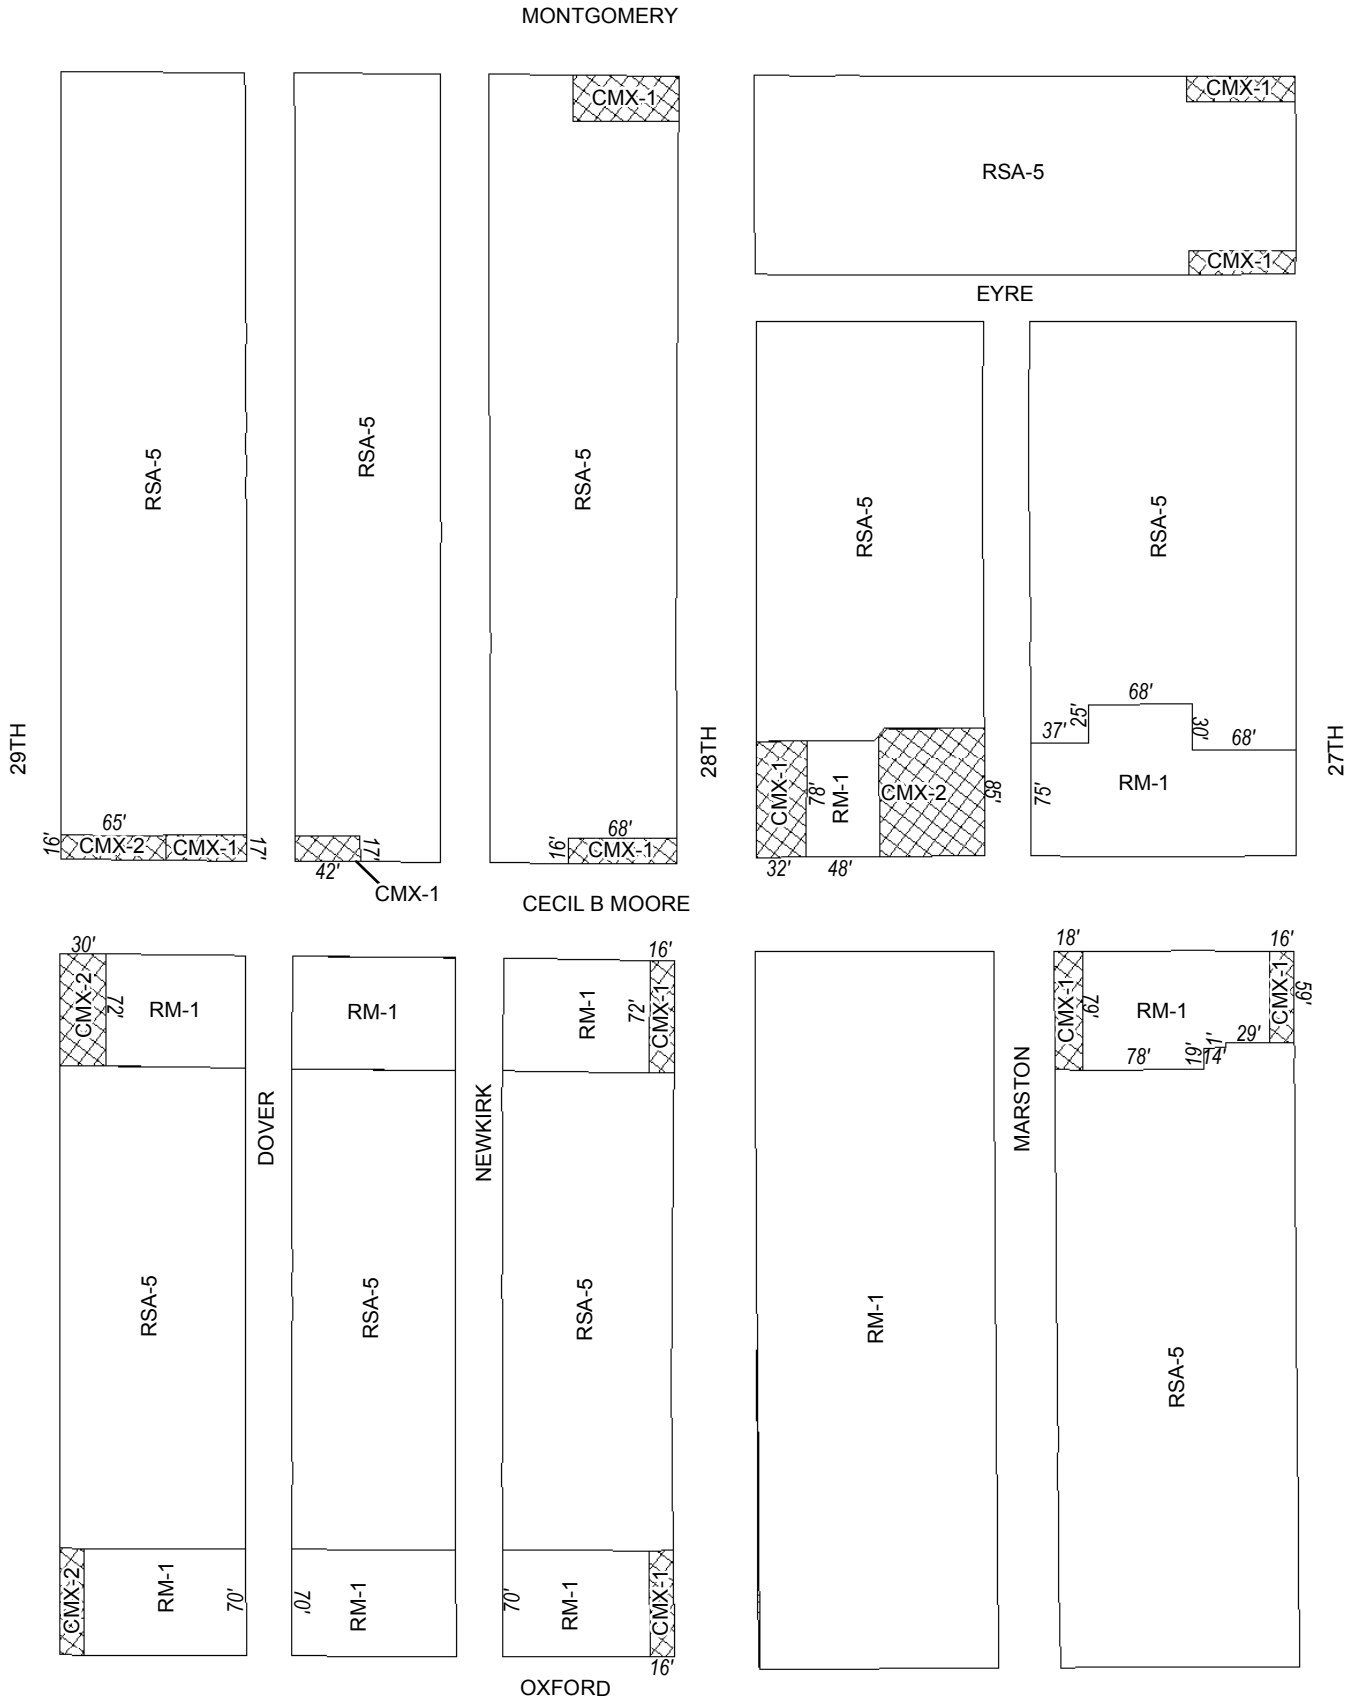 MONTGOMERY
CMX-1
CMX-1
RSA-5
CMX-1
EYRE
RSA-5
RSA-5
RSA-5
RSA-5
RSA-5
29TH
28TH
27TH
68'
25'
30'
37'
68'
75'
RM-1
CMX-1
78'
RM-1
CMX-2
85'
32'
48'
65'
16'
CMX-2
CMX-1
17'
17'
42'
CMX-1
68'
16'
CMX-1
CECIL B MOORE
30'
CMX-2
72'
RM-1
RM-1
RM-1
16'
72'
CMX-1
18'
CMX-1
79'
RM-1
16'
CMX-1
59'
78'
19'
14'
1'
29'
DOVER
NEWKIRK
MARSTON
RSA-5
RSA-5
RSA-5
RM-1
RSA-5
CMX-2
RM-1
70'
70'
RM-1
70'
RM-1
CMX-1
16'
OXFORD